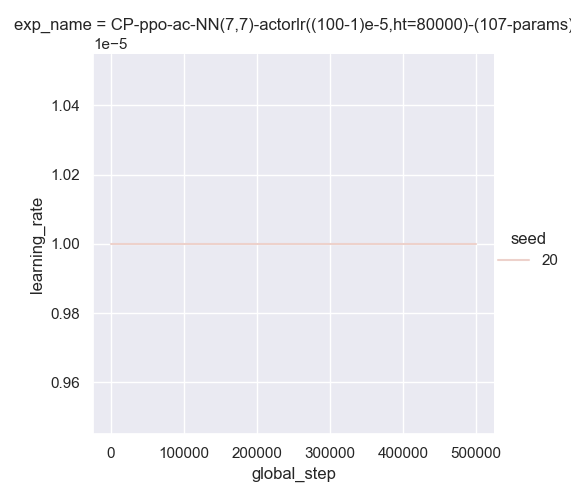 exp_name = CP-ppo-ac-NN(7,7)-actorlr((100-1)e-5,ht=80000)-(107-params)
1e−5
1.04
1.02
1.00
0.98
0.96
learning_rate
seed
20
0 100000 200000 300000 400000 500000
global_step